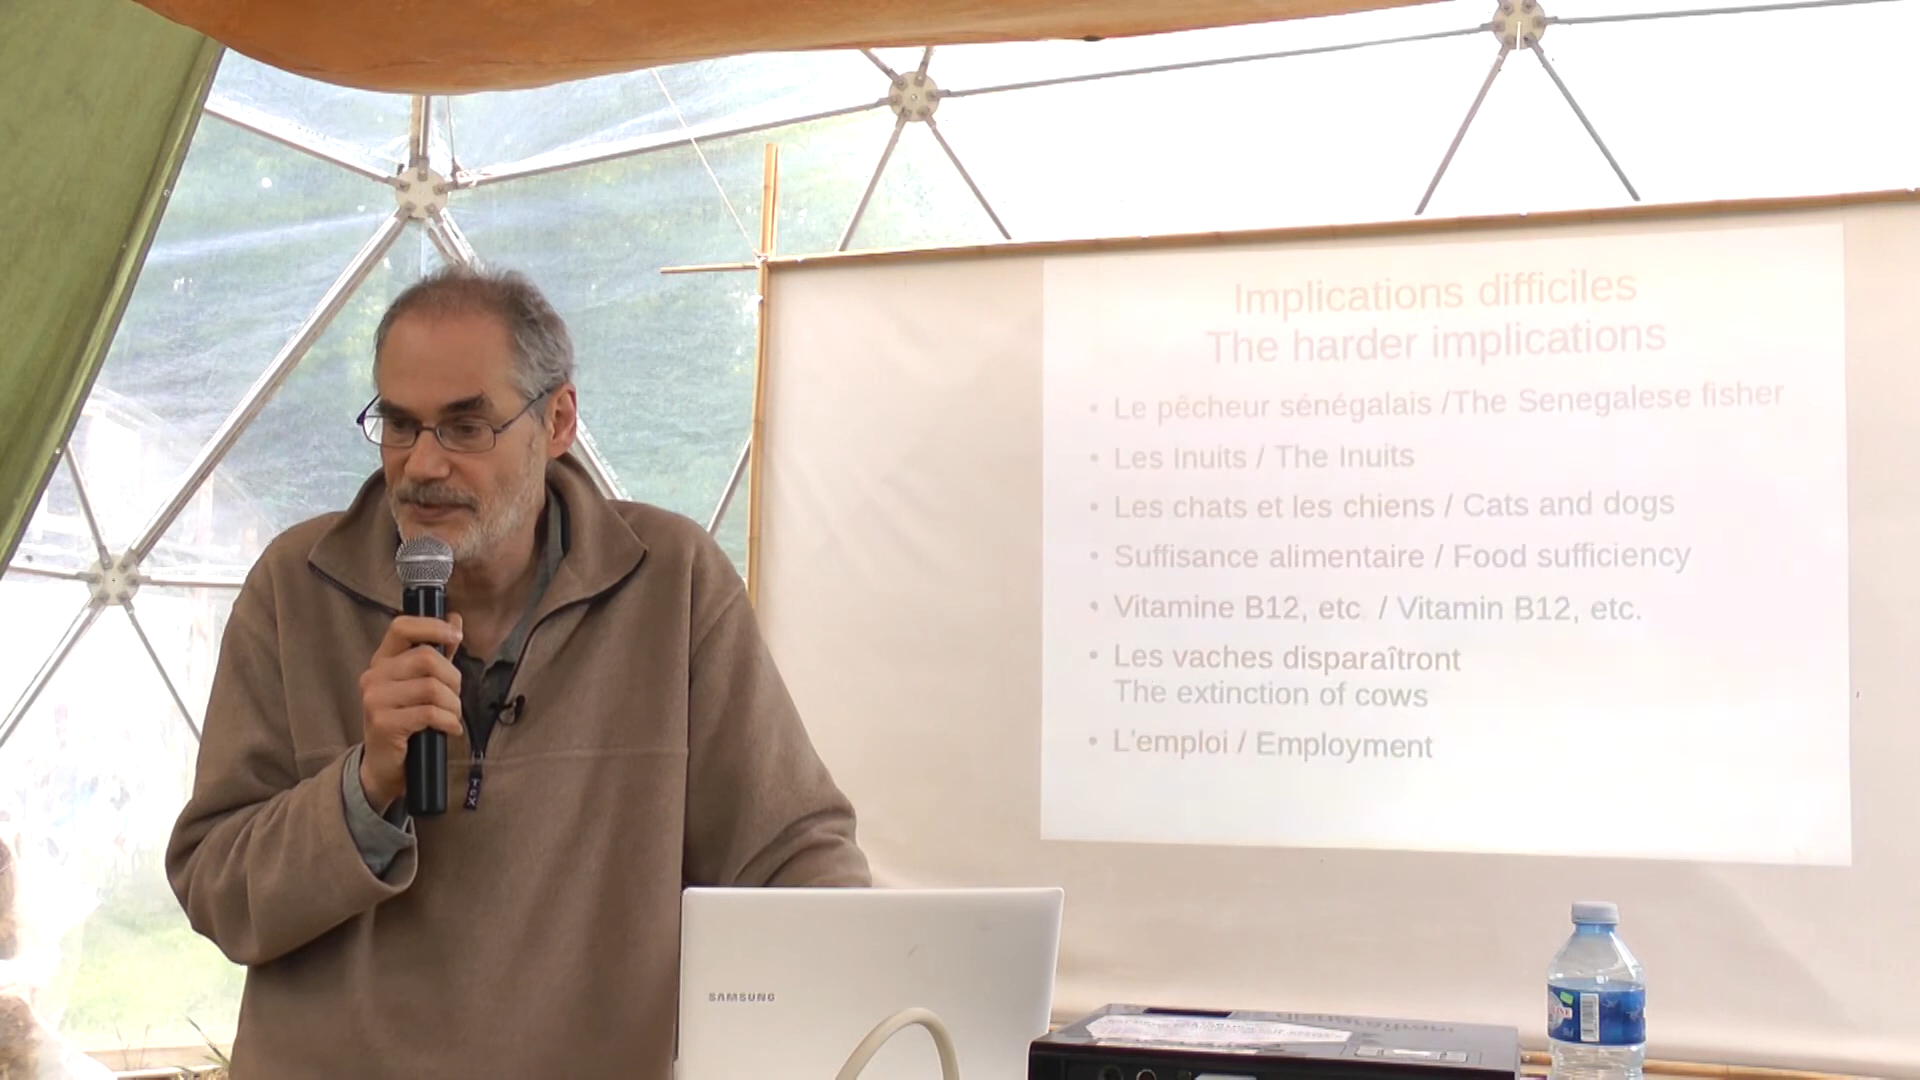 Implications difficiles
The harder implications
• Le pêcheur sénégalais /The Senegalese fisher
• Les Inuits / The Inuits
• Les chats et les chiens / Cats and dogs
• Suffisance alimentaire / Food sufficiency
• Vitamine B12, etc. / Vitamin B12, etc.
• Les vaches disparaîtront
The extinction of cows
• L'emploi / Employment
SAMSUNG